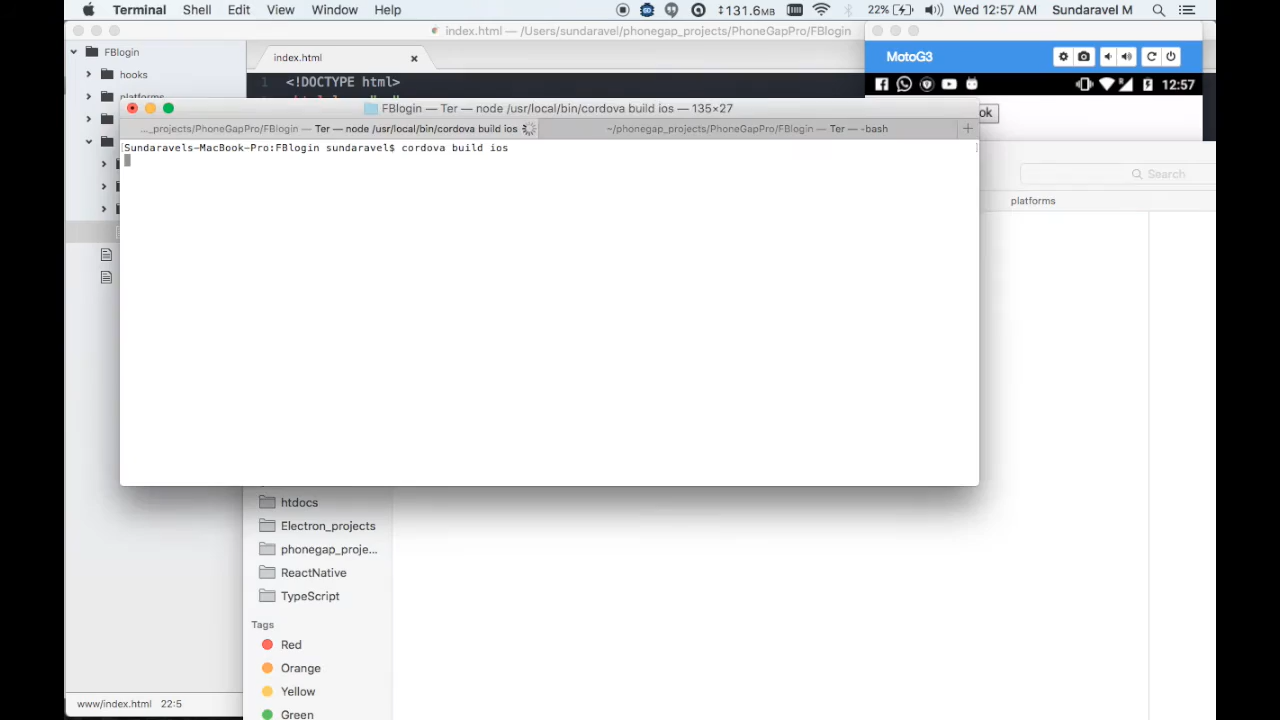 Terminal Shell Edit View Window Help 131.6MB 22% Wed 12:57 AM Sundaravel M
index.html — /Users/sundaravel/phonegap_projects/PhoneGapPro/FBlogin
FBlogin
index.html
MotoG3
hooks
1 <!DOCTYPE html>
platforms
12:57
FBlogin — Ter — node /usr/local/bin/cordova build ios — 135×27
ok
..._projects/PhoneGapPro/FBlogin — Ter — node /usr/local/bin/cordova build ios
~/phonegap_projects/PhoneGapPro/FBlogin — Ter — -bash
Sundaravels-MacBook-Pro:FBlogin sundaravel$ cordova build ios
Search
platforms
htdocs
Electron_projects
phonegap_proje...
ReactNative
TypeScript
Tags
Red
Orange
Yellow
Green
www/index.html 22:5